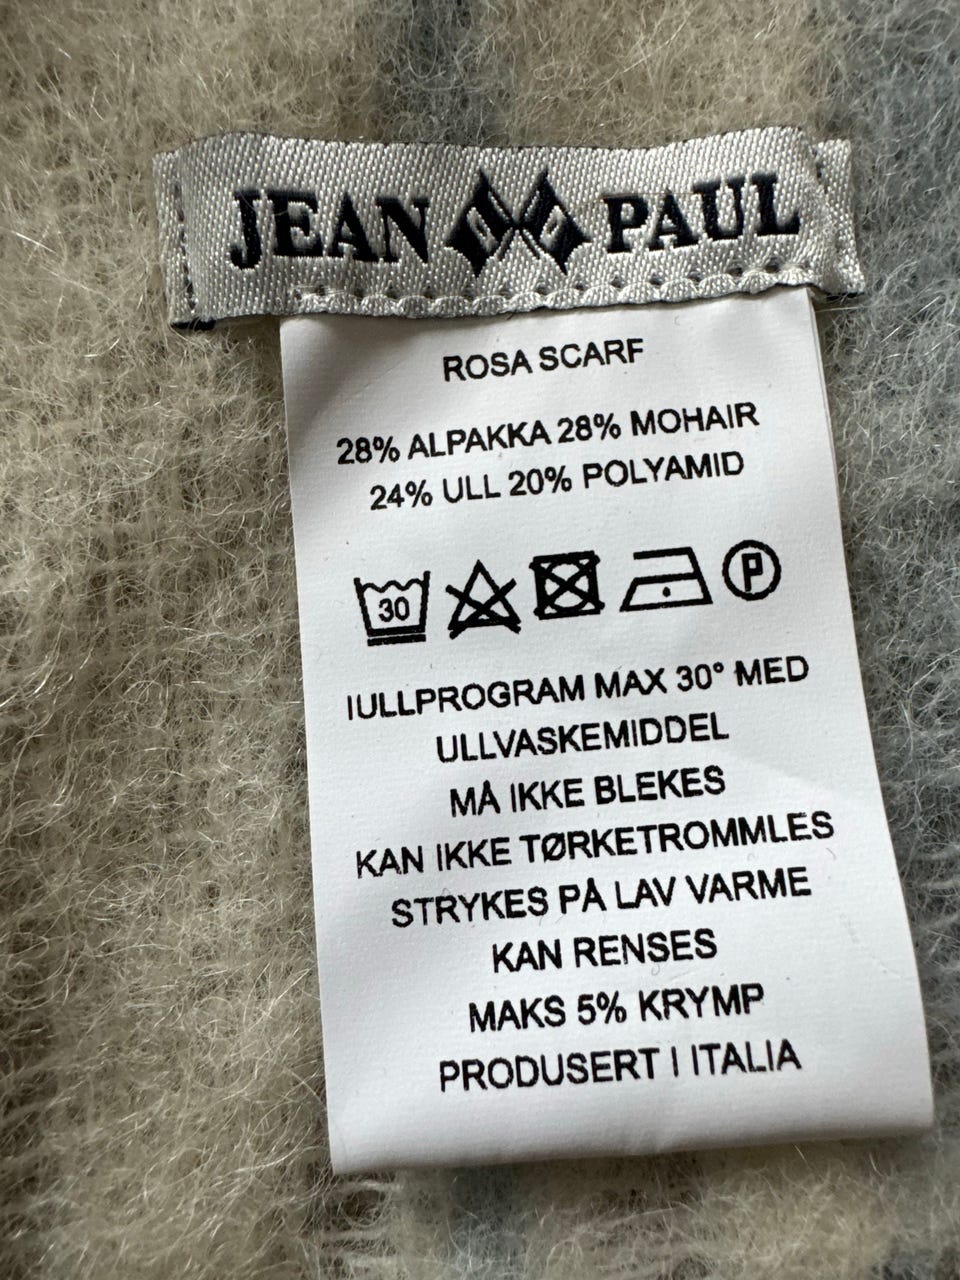 JEAN PAUL
ROSA SCARF
28% ALPAKKA 28% MOHAIR
24% ULL 20% POLYAMID
30 P
IULLPROGRAM MAX 30° MED
ULLVASKEMIDDEL
MÅ IKKE BLEKES
KAN IKKE TØRKETROMMLES
STRYKES PÅ LAV VARME
KAN RENSES
MAKS 5% KRYMP
PRODUSERT I ITALIA